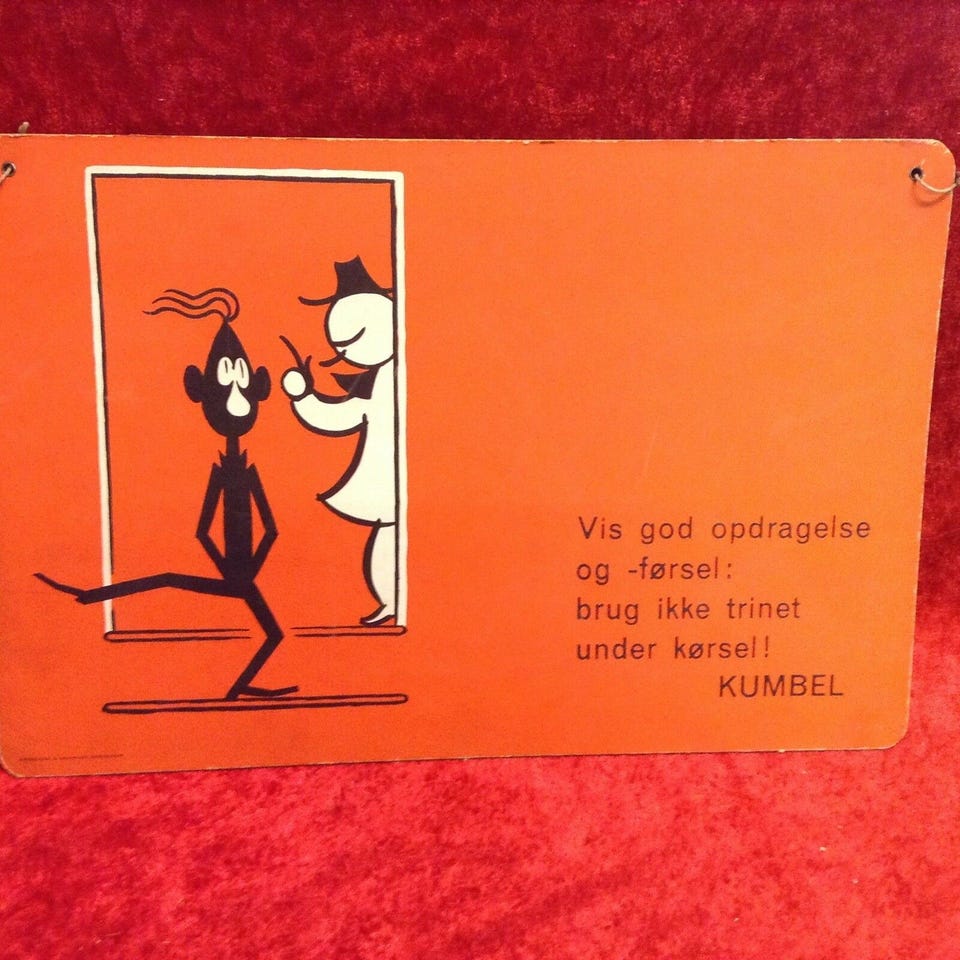 Vis god opdragelse
og -førsel:
brug ikke trinet
under kørsel!
KUMBEL